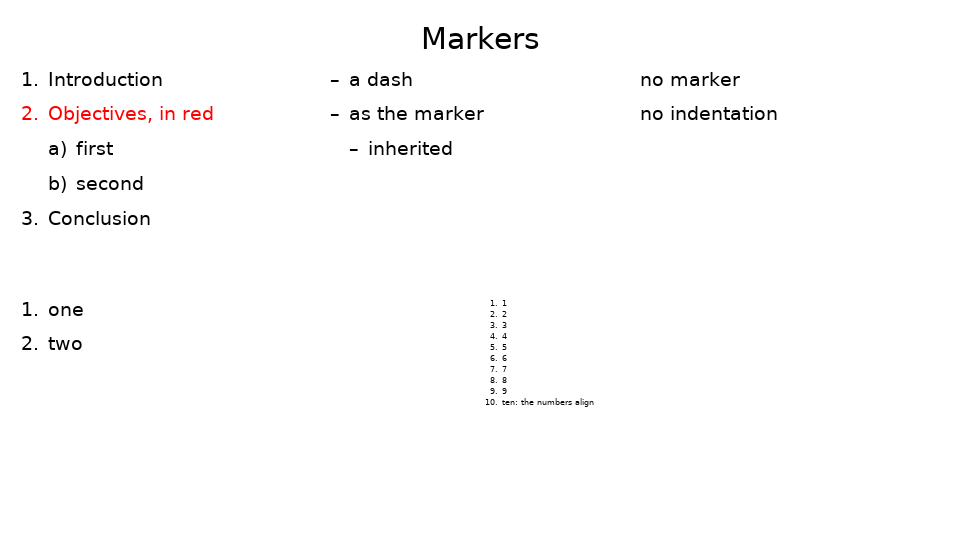 Markers
1. Introduction
2. Objectives, in red
a) first
b) second
3. Conclusion
– a dash
– as the marker
– inherited
no marker
no indentation
1. one
2. two
1. 1
2. 2
3. 3
4. 4
5. 5
6. 6
7. 7
8. 8
9. 9
10. ten: the numbers align